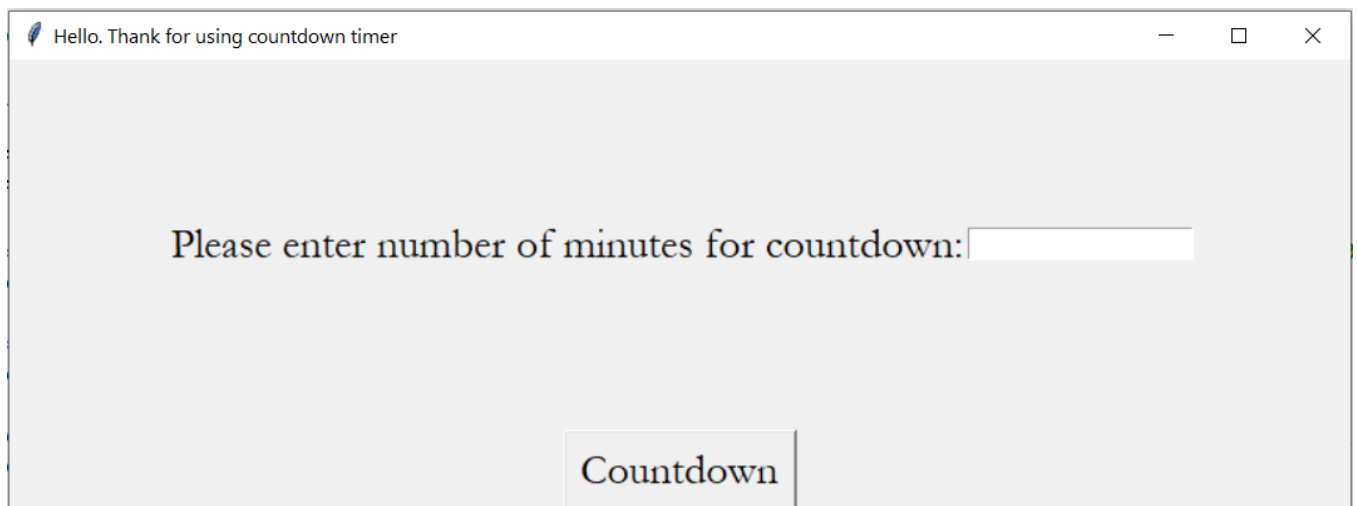 Hello. Thank for using countdown timer
Please enter number of minutes for countdown:
Countdown